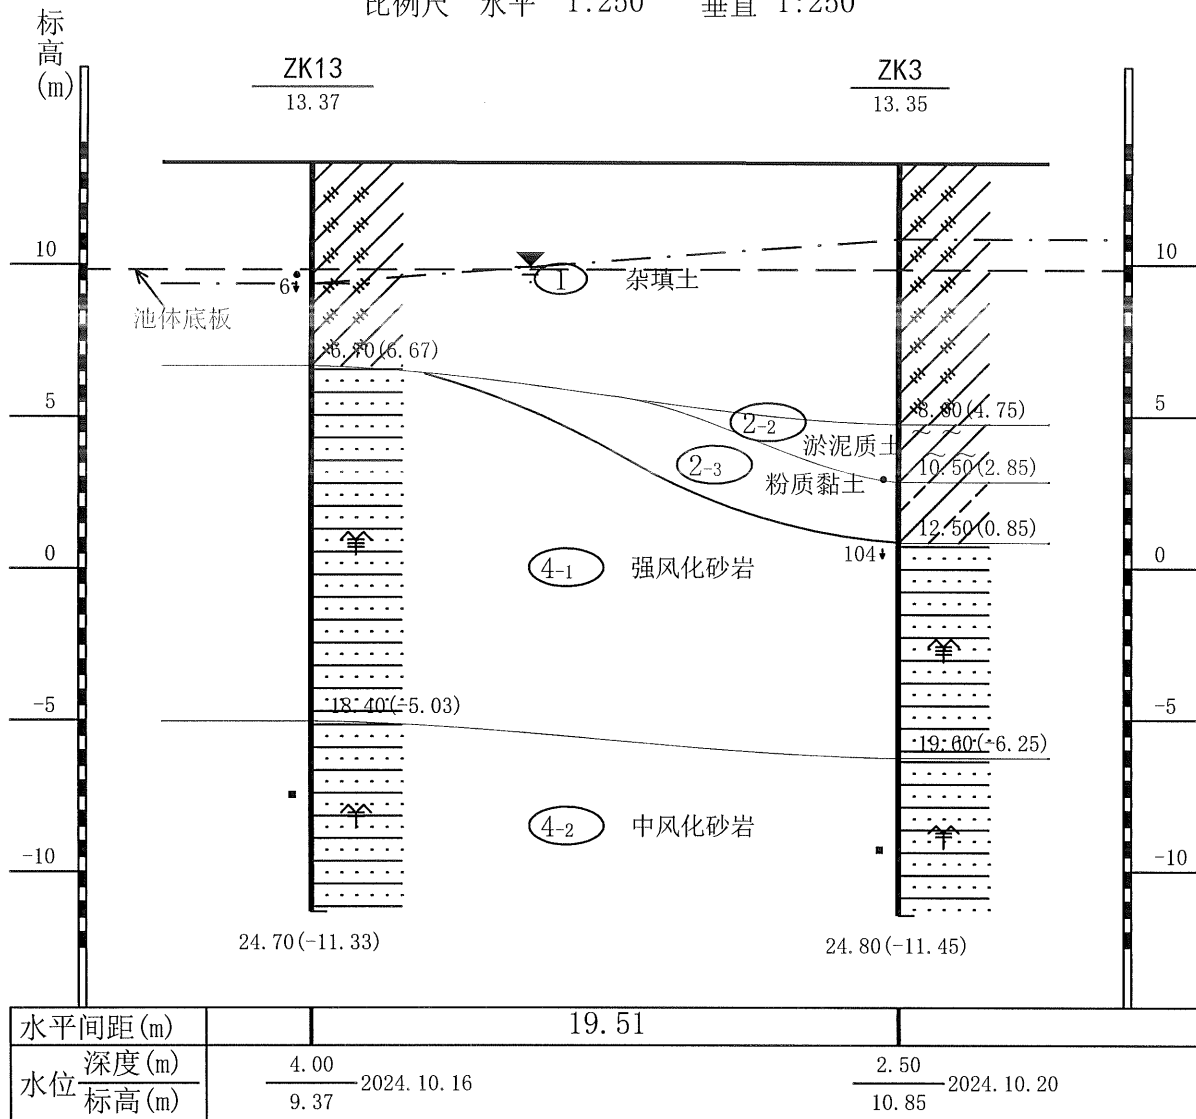 比例尺 水平 1:250 垂直 1:250
标高(m)
ZK13
13.37
ZK3
13.35
10
10
6
1 杂填土
池体底板
6.70(6.67)
5
5
8.60(4.75)
2-2 淤泥质土
2-3 粉质黏土
10.50(2.85)
12.50(0.85)
0
0
104
4-1 强风化砂岩
-5
-5
18.40(-5.03)
19.60(-6.25)
4-2 中风化砂岩
-10
-10
24.70(-11.33)
24.80(-11.45)
水平间距(m) 19.51
水位 深度(m) 标高(m)
4.00
9.37
2024.10.16
2.50
10.85
2024.10.20